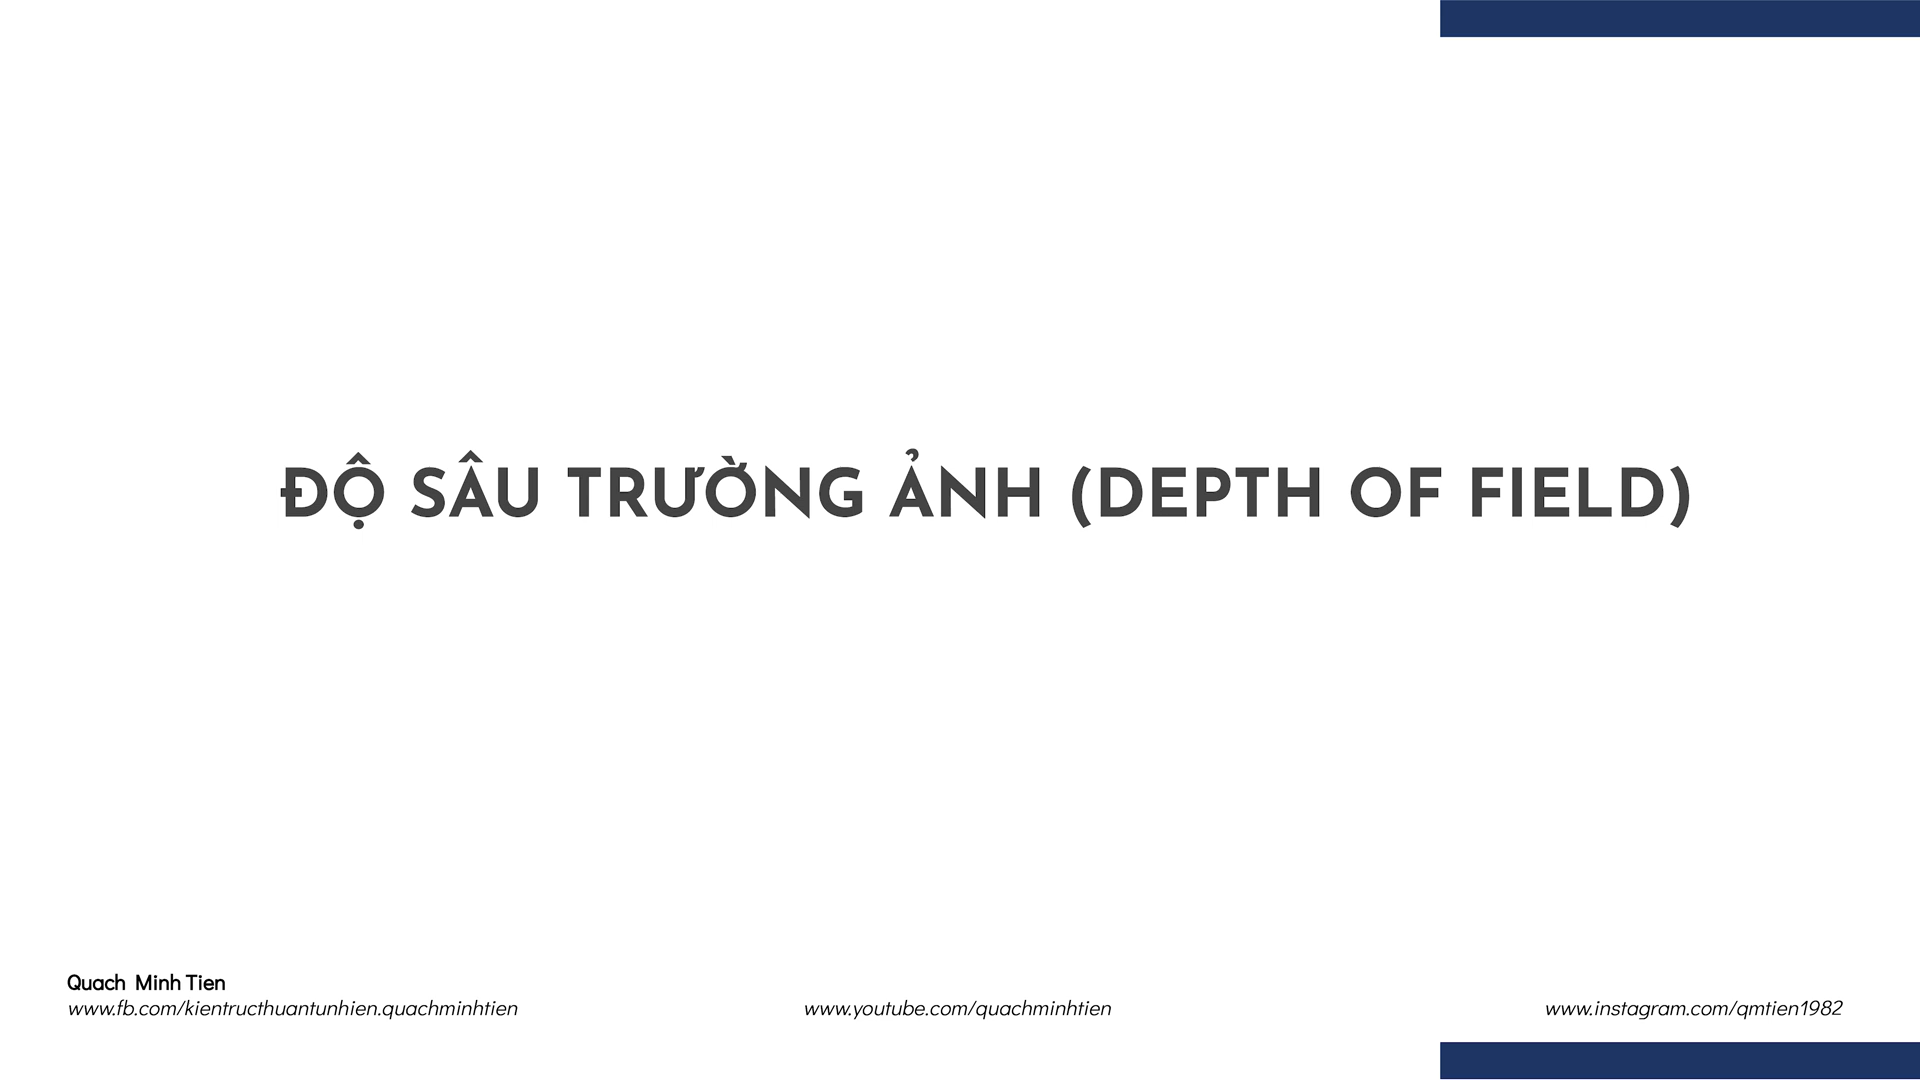 ĐỘ SÂU TRƯỜNG ẢNH (DEPTH OF FIELD)
Quach Minh Tien
www.fb.com/kientructhuantunhien.quachminhtien
www.youtube.com/quachminhtien
www.instagram.com/qmtien1982